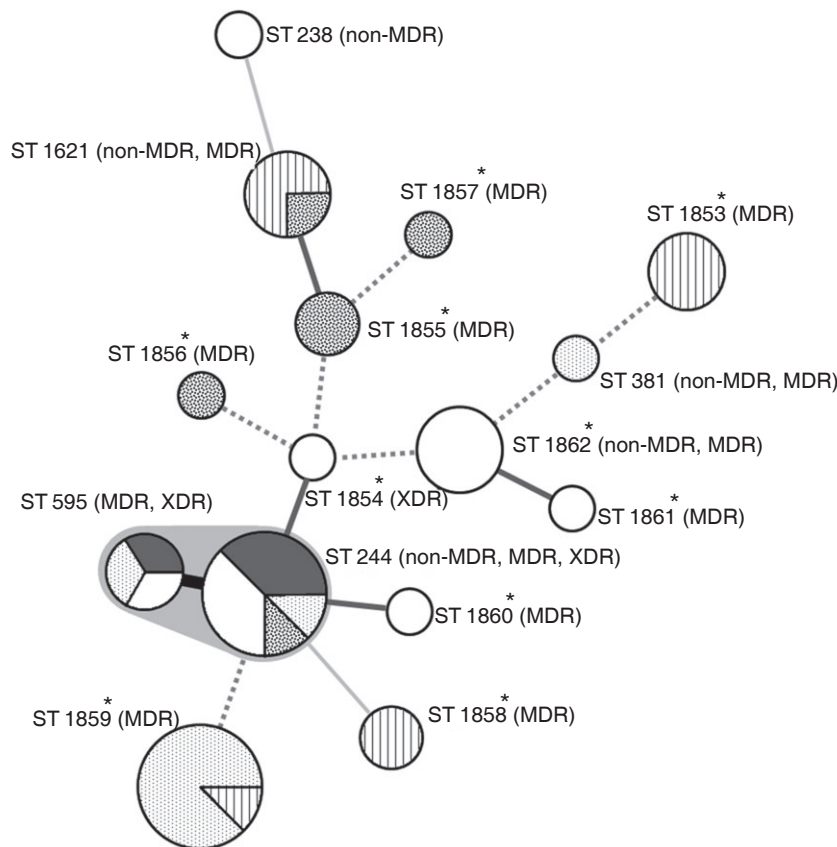 ST 238 (non-MDR)
ST 1621 (non-MDR, MDR)
ST 1857* (MDR)
ST 1853* (MDR)
ST 1855* (MDR)
ST 1856* (MDR)
ST 381 (non-MDR, MDR)
ST 1862* (non-MDR, MDR)
ST 1854* (XDR)
ST 1861* (MDR)
ST 595 (MDR, XDR)
ST 244 (non-MDR, MDR, XDR)
ST 1860* (MDR)
ST 1859* (MDR)
ST 1858* (MDR)